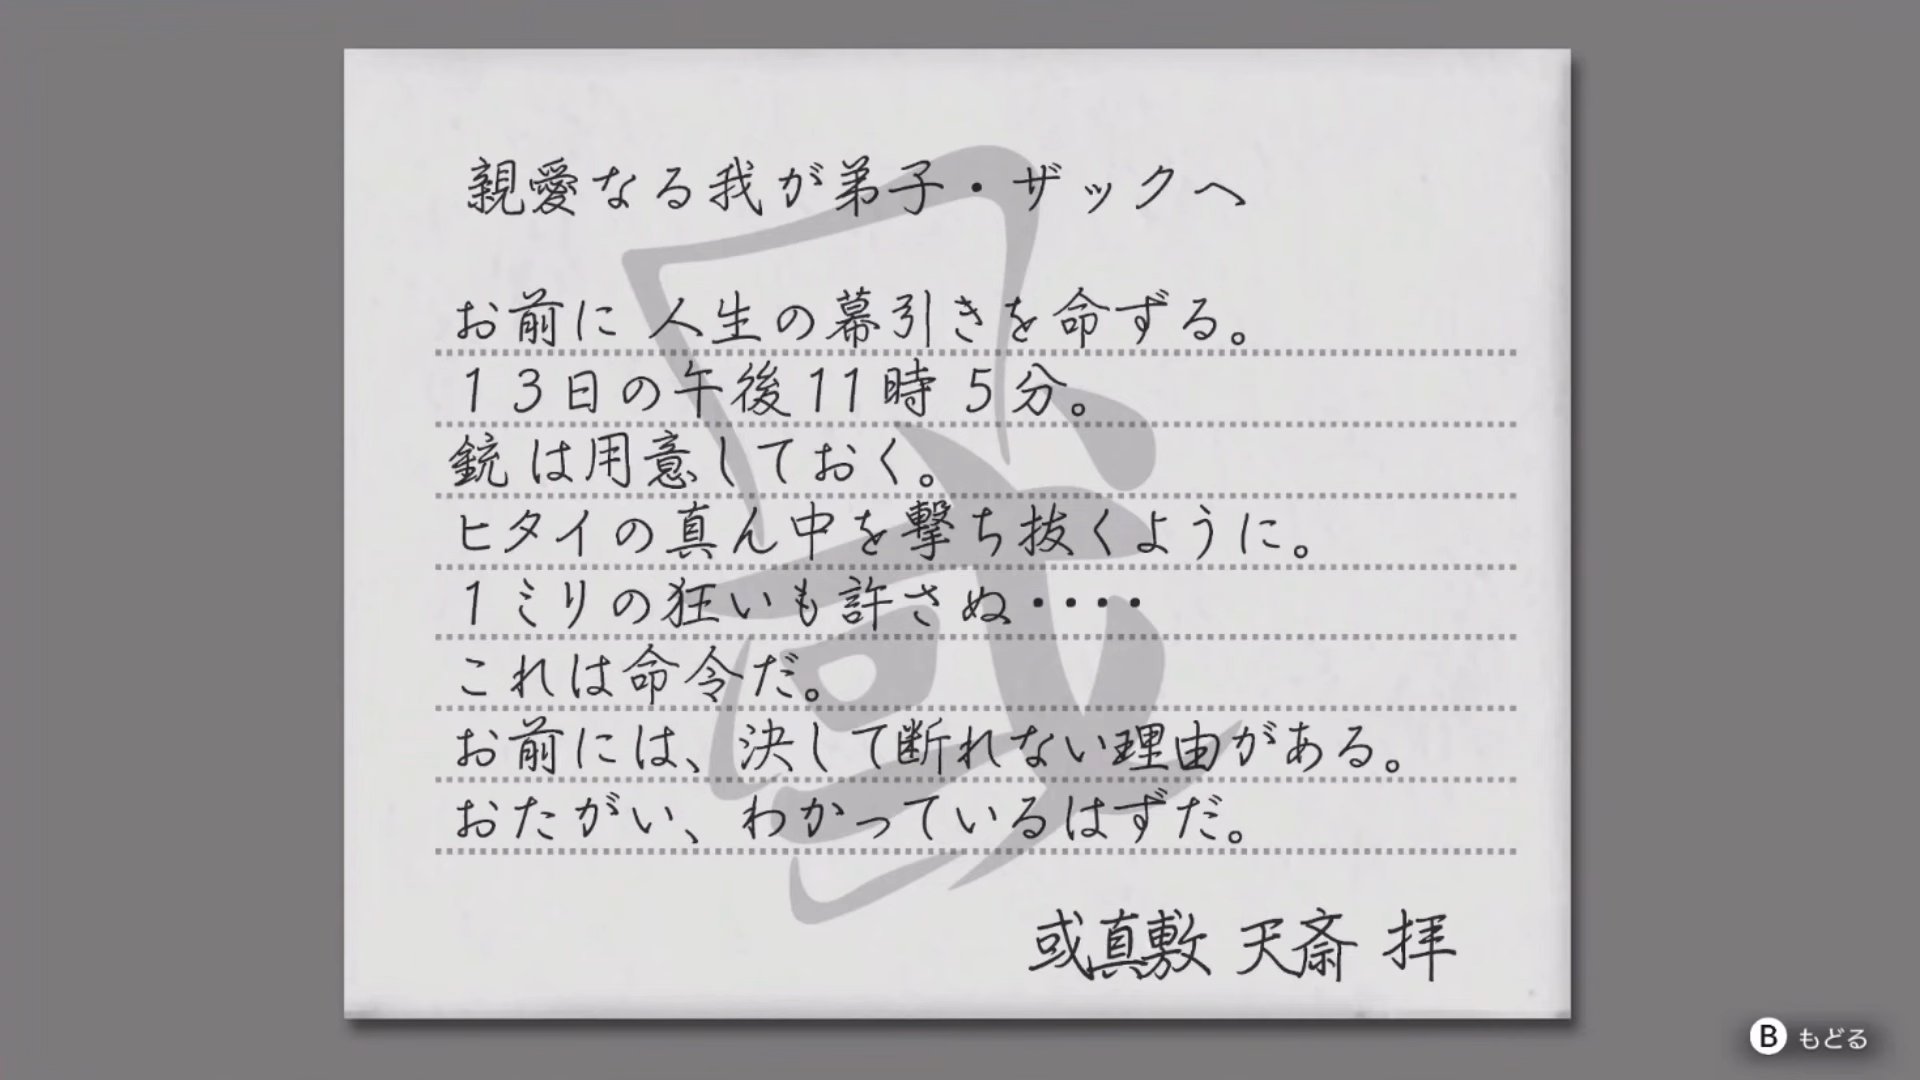 親愛なる我が弟子・ザックへ
お前に 人生の幕引きを命ずる。
13日の午後11時 5分。
銃は用意しておく。
ヒタイの真ん中を撃ち抜くように。
1ミリの狂いも許さぬ・・・・
これは命令だ。
お前には、決して断れない理由がある。
おたがい、わかっているはずだ。
或真敷 天斎 拝
B もどる